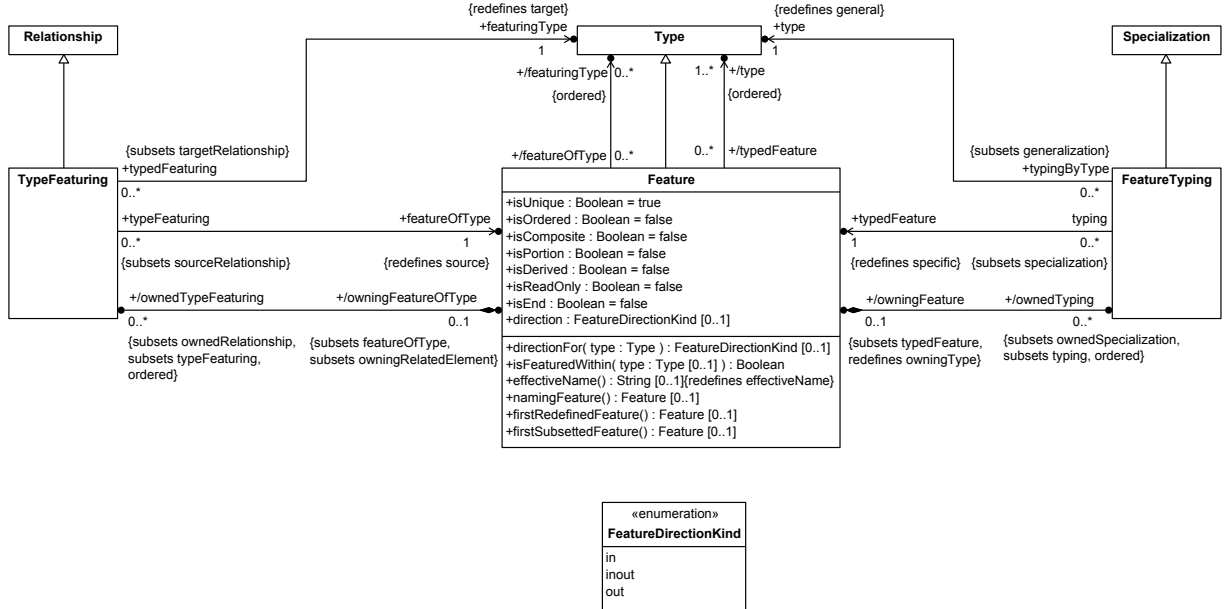 {redefines target}
{redefines general}
+featuringType
+type
Relationship
Type
Specialization
1
1
+/featuringType 0..*
1..* +/type
{ordered}
{ordered}
{subsets targetRelationship}
+typedFeaturing
0..*
+/featureOfType 0..*
0..* +/typedFeature
{subsets generalization}
+typingByType
0..*
TypeFeaturing
Feature
FeatureTyping
+isUnique : Boolean = true
+isOrdered : Boolean = false
+isComposite : Boolean = false
+isPortion : Boolean = false
+isDerived : Boolean = false
+isReadOnly : Boolean = false
+isEnd : Boolean = false
+direction : FeatureDirectionKind [0..1]
+directionFor( type : Type ) : FeatureDirectionKind [0..1]
+isFeaturedWithin( type : Type [0..1] ) : Boolean
+effectiveName() : String [0..1]{redefines effectiveName}
+namingFeature() : Feature [0..1]
+firstRedefinedFeature() : Feature [0..1]
+firstSubsettedFeature() : Feature [0..1]
+typeFeaturing
+featureOfType
0..*
1
{subsets sourceRelationship}
{redefines source}
+/ownedTypeFeaturing
+/owningFeatureOfType
0..*
0..1
{subsets ownedRelationship,
subsets typeFeaturing,
ordered}
{subsets featureOfType,
subsets owningRelatedElement}
+typedFeature
typing
1
0..*
{redefines specific}
{subsets specialization}
+/owningFeature
+/ownedTyping
0..1
0..*
{subsets typedFeature,
redefines owningType}
{subsets ownedSpecialization,
subsets typing, ordered}
«enumeration»
FeatureDirectionKind
in
inout
out